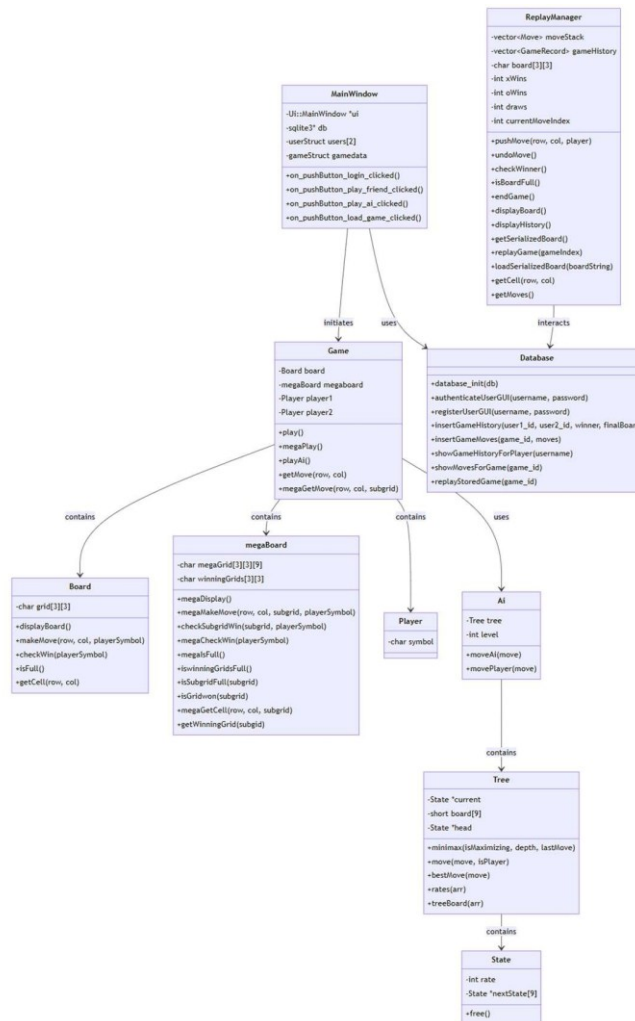 ReplayManager
-vector<Move> moveStack
-vector<GameRecord> gameHistory
-char board[3][3]
-int xWins
-int oWins
-int draws
-int currentMoveIndex
+pushMove(row, col, player)
+undoMove()
+checkWinner()
+isBoardFull()
+endGame()
+displayBoard()
+displayHistory()
+getSerializedBoard()
+replayGame(gameIndex)
+loadSerializedBoard(boardString)
+getCell(row, col)
+getMoves()
MainWindow
-Ui::MainWindow *ui
-sqlite3* db
-userStruct users[2]
-gameStruct gamedata
+on_pushButton_login_clicked()
+on_pushButton_play_friend_clicked()
+on_pushButton_play_ai_clicked()
+on_pushButton_load_game_clicked()
initiates
uses
interacts
Game
-Board board
-megaBoard megaboard
-Player player1
-Player player2
+play()
+megaPlay()
+playAi()
+getMove(row, col)
+megaGetMove(row, col, subgrid)
Database
+database_init(db)
+authenticateUserGUI(username, password)
+registerUserGUI(username, password)
+insertGameHistory(user1_id, user2_id, winner, finalBoard
+insertGameMoves(game_id, moves)
+showGameHistoryForPlayer(username)
+showMovesForGame(game_id)
+replayStoredGame(game_id)
contains
contains
contains
uses
Board
-char grid[3][3]
+displayBoard()
+makeMove(row, col, playerSymbol)
+checkWin(playerSymbol)
+isFull()
+getCell(row, col)
megaBoard
-char megaGrid[3][3][9]
-char winningGrids[3][3]
+megaDisplay()
+megaMakeMove(row, col, subgrid, playerSymbol)
+checkSubgridWin(subgrid, playerSymbol)
+megaCheckWin(playerSymbol)
+megaIsFull()
+iswinningGridsFull()
+isSubgridFull(subgrid)
+isGridwon(subgrid)
+megaGetCell(row, col, subgrid)
+getWinningGrid(subgid)
Player
-char symbol
Ai
-Tree tree
-int level
+moveAi(move)
+movePlayer(move)
contains
Tree
-State *current
-short board[9]
-State *head
+minimax(isMaximizing, depth, lastMove)
+move(move, isPlayer)
+bestMove(move)
+rates(arr)
+treeBoard(arr)
contains
State
-int rate
-State *nextState[9]
+free()